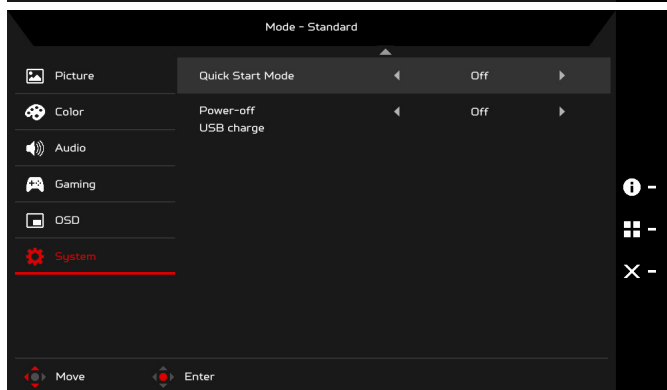 Mode - Standard
Picture
Quick Start Mode Off
Color
Power-off Off
USB charge
Audio
Gaming
OSD
System
Move Enter